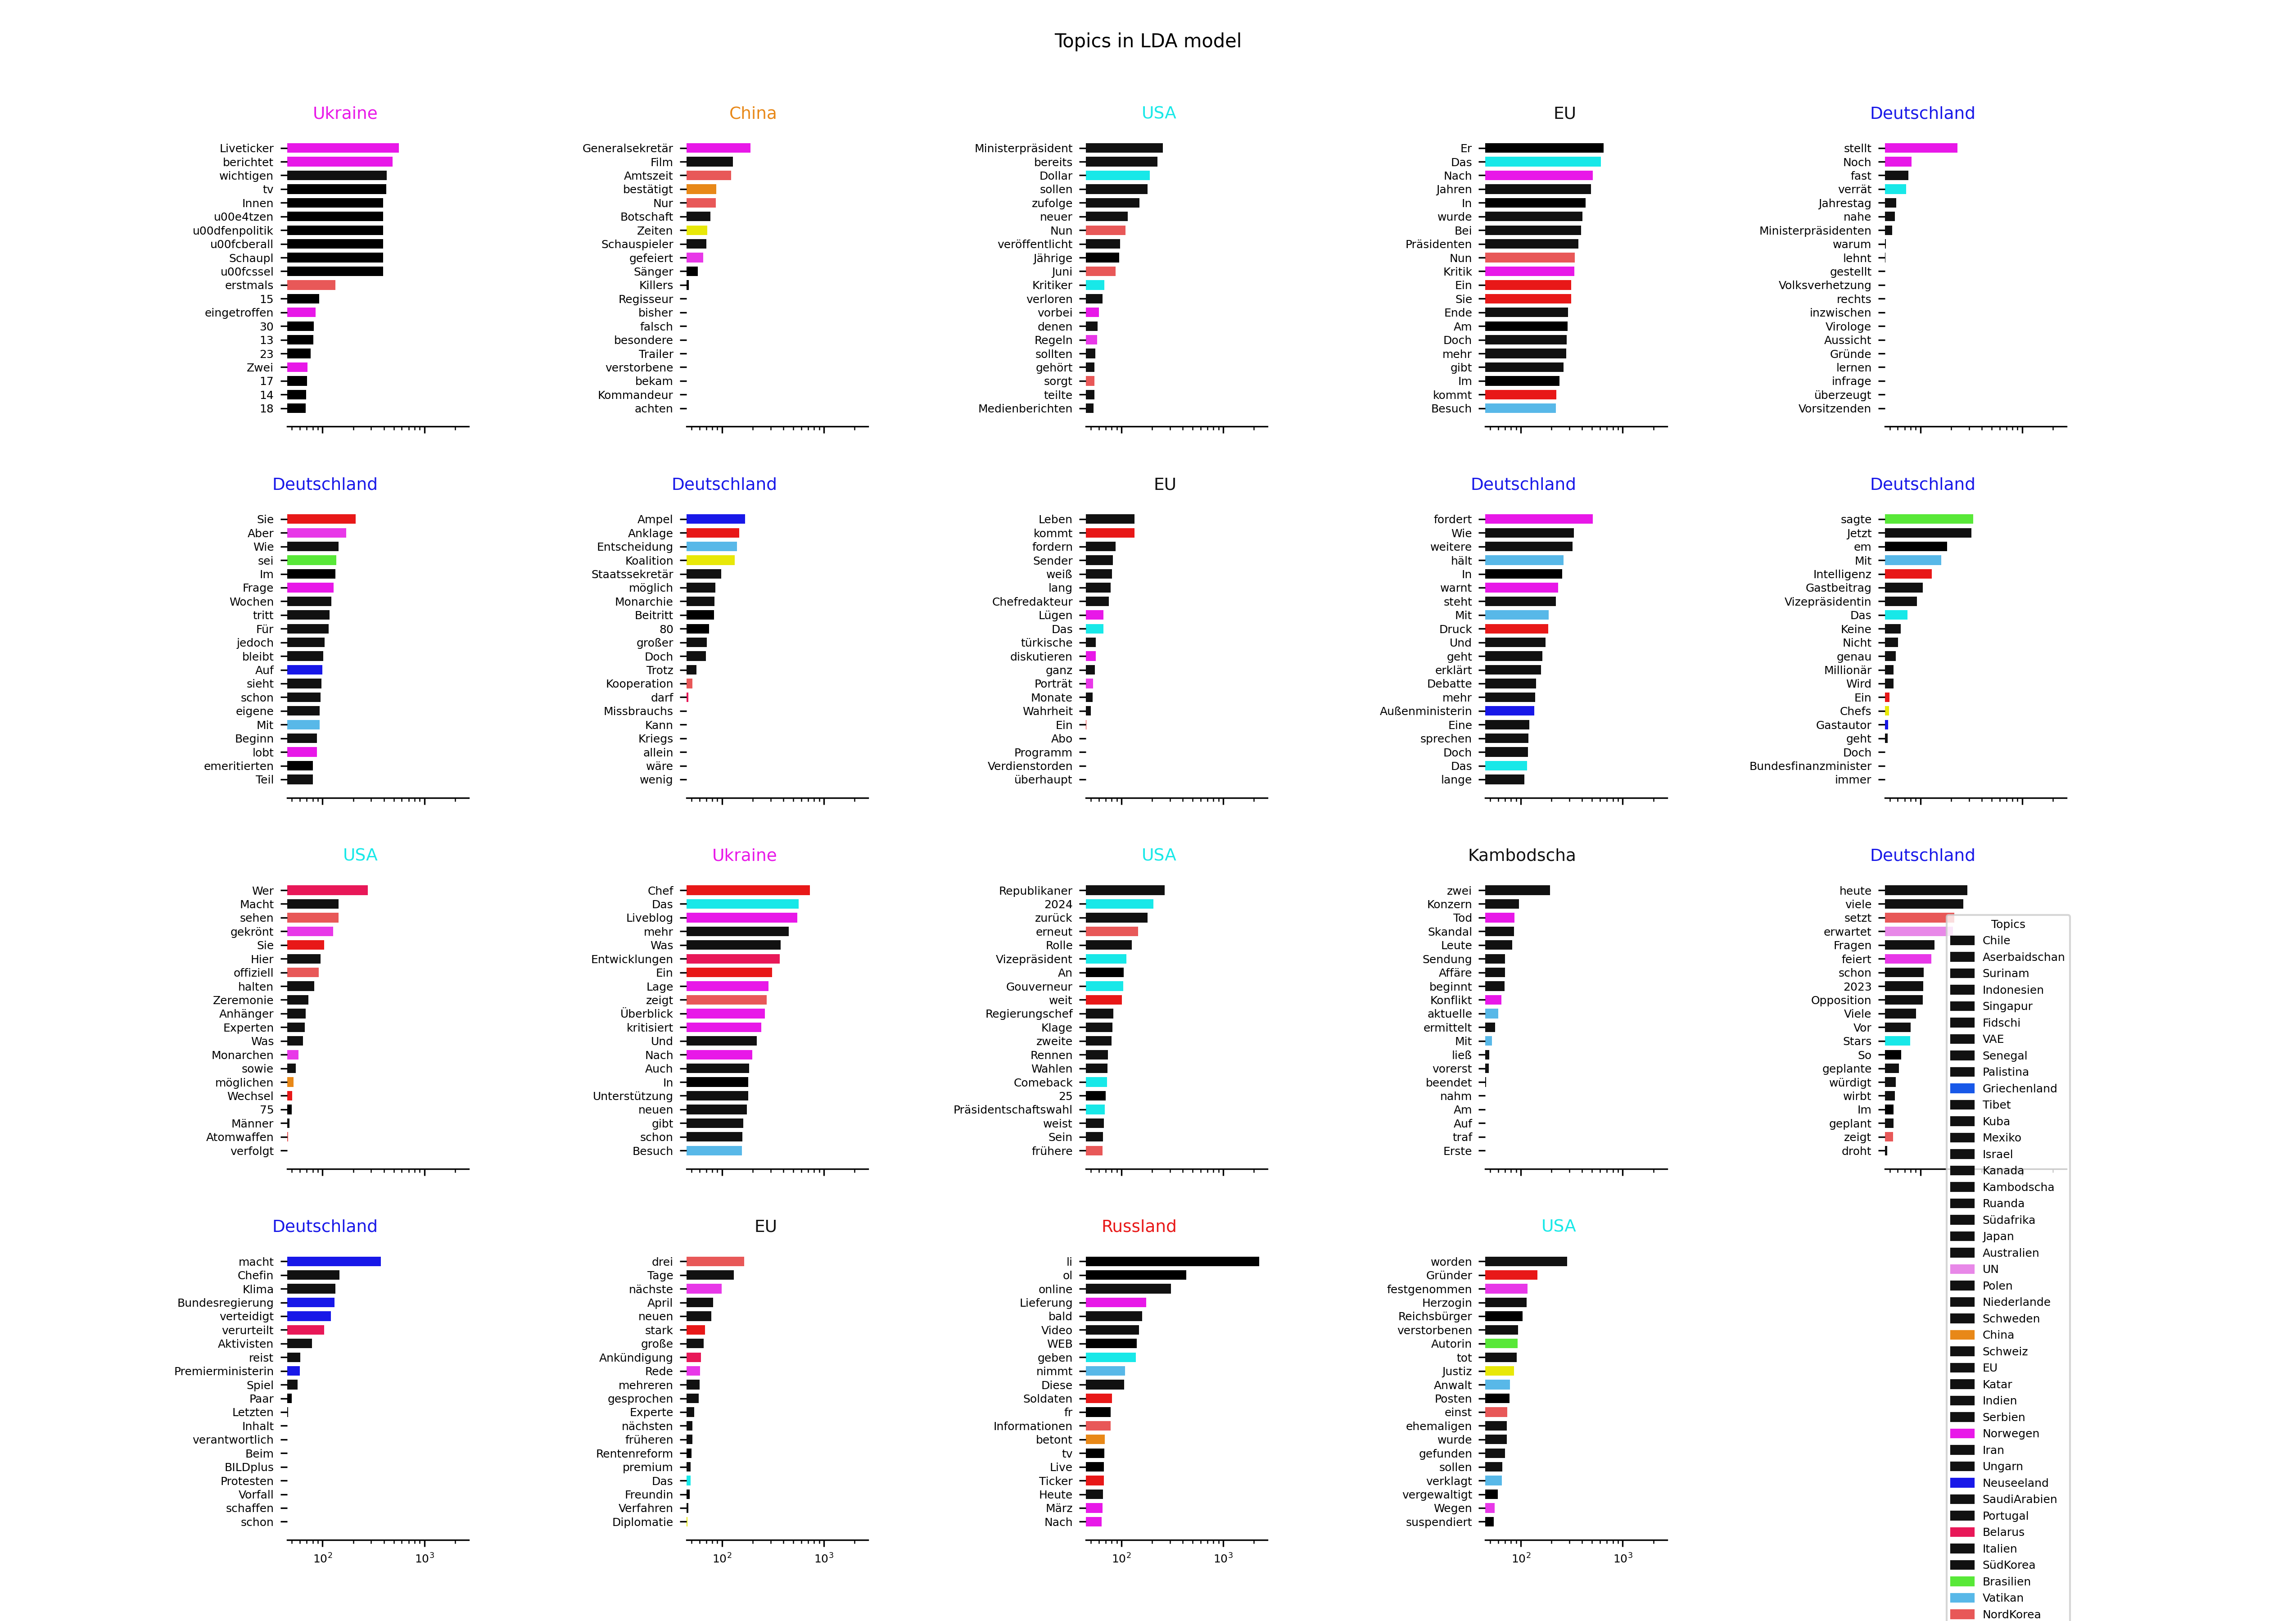 Topics in LDA model
Ukraine
Liveticker
berichtet
wichtigen
tv
Innen
u00e4tzen
u00dfenpolitik
u00fcberall
Schaupl
u00fcssel
erstmals
15
eingetroffen
30
13
23
Zwei
17
14
18
China
Generalsekretär
Film
Amtszeit
bestätigt
Nur
Botschaft
Zeiten
Schauspieler
gefeiert
Sänger
Killers
Regisseur
bisher
falsch
besondere
Trailer
verstorbene
bekam
Kommandeur
achten
USA
Ministerpräsident
bereits
Dollar
sollen
zufolge
neuer
Nun
veröffentlicht
Jährige
Juni
Kritiker
verloren
vorbei
denen
Regeln
sollten
gehört
sorgt
teilte
Medienberichten
EU
Er
Das
Nach
Jahren
In
wurde
Bei
Präsidenten
Nun
Kritik
Ein
Sie
Ende
Am
Doch
mehr
gibt
Im
kommt
Besuch
Deutschland
stellt
Noch
fast
verrät
Jahrestag
nahe
Ministerpräsidenten
warum
lehnt
gestellt
Volksverhetzung
rechts
inzwischen
Virologe
Aussicht
Gründe
lernen
infrage
überzeugt
Vorsitzenden
Deutschland
Sie
Aber
Wie
sei
Im
Frage
Wochen
tritt
Für
jedoch
bleibt
Auf
sieht
schon
eigene
Mit
Beginn
lobt
emeritierten
Teil
Deutschland
Ampel
Anklage
Entscheidung
Koalition
Staatssekretär
möglich
Monarchie
Beitritt
80
großer
Doch
Trotz
Kooperation
darf
Missbrauchs
Kann
Kriegs
allein
wäre
wenig
EU
Leben
kommt
fordern
Sender
weiß
lang
Chefredakteur
Lügen
Das
türkische
diskutieren
ganz
Porträt
Monate
Wahrheit
Ein
Abo
Programm
Verdienstorden
überhaupt
Deutschland
fordert
Wie
weitere
hält
In
warnt
steht
Mit
Druck
Und
geht
erklärt
Debatte
mehr
Außenministerin
Eine
sprechen
Doch
Das
lange
Deutschland
sagte
Jetzt
em
Mit
Intelligenz
Gastbeitrag
Vizepräsidentin
Das
Keine
Nicht
genau
Millionär
Wird
Ein
Chefs
Gastautor
geht
Doch
Bundesfinanzminister
immer
USA
Wer
Macht
sehen
gekrönt
Sie
Hier
offiziell
halten
Zeremonie
Anhänger
Experten
Was
Monarchen
sowie
möglichen
Wechsel
75
Männer
Atomwaffen
verfolgt
Ukraine
Chef
Das
Liveblog
mehr
Was
Entwicklungen
Ein
Lage
zeigt
Überblick
kritisiert
Und
Nach
Auch
In
Unterstützung
neuen
gibt
schon
Besuch
USA
Republikaner
2024
zurück
erneut
Rolle
Vizepräsident
An
Gouverneur
weit
Regierungschef
Klage
zweite
Rennen
Wahlen
Comeback
25
Präsidentschaftswahl
weist
Sein
frühere
Kambodscha
zwei
Konzern
Tod
Skandal
Leute
Sendung
Affäre
beginnt
Konflikt
aktuelle
ermittelt
Mit
ließ
vorerst
beendet
nahm
Am
Auf
traf
Erste
Deutschland
heute
viele
setzt
erwartet
Fragen
feiert
schon
2023
Opposition
Viele
Vor
Stars
So
geplante
würdigt
wirbt
Im
geplant
zeigt
droht
Deutschland
macht
Chefin
Klima
Bundesregierung
verteidigt
verurteilt
Aktivisten
reist
Premierministerin
Spiel
Paar
Letzten
Inhalt
verantwortlich
Beim
BILDplus
Protesten
Vorfall
schaffen
schon
10²
10³
EU
drei
Tage
nächste
April
neuen
stark
große
Ankündigung
Rede
mehreren
gesprochen
Experte
nächsten
früheren
Rentenreform
premium
Das
Freundin
Verfahren
Diplomatie
10²
10³
Russland
li
ol
online
Lieferung
bald
Video
WEB
geben
nimmt
Diese
Soldaten
fr
Informationen
betont
tv
Live
Ticker
Heute
März
Nach
10²
10³
USA
worden
Gründer
festgenommen
Herzogin
Reichsbürger
verstorbenen
Autorin
tot
Justiz
Anwalt
Posten
einst
ehemaligen
wurde
gefunden
sollen
verklagt
vergewaltigt
Wegen
suspendiert
10²
10³
Topics
Chile
Aserbaidschan
Surinam
Indonesien
Singapur
Fidschi
VAE
Senegal
Palistina
Griechenland
Tibet
Kuba
Mexiko
Israel
Kanada
Kambodscha
Ruanda
Südafrika
Japan
Australien
UN
Polen
Niederlande
Schweden
China
Schweiz
EU
Katar
Indien
Serbien
Norwegen
Iran
Ungarn
Neuseeland
SaudiArabien
Portugal
Belarus
Italien
SüdKorea
Brasilien
Vatikan
NordKorea